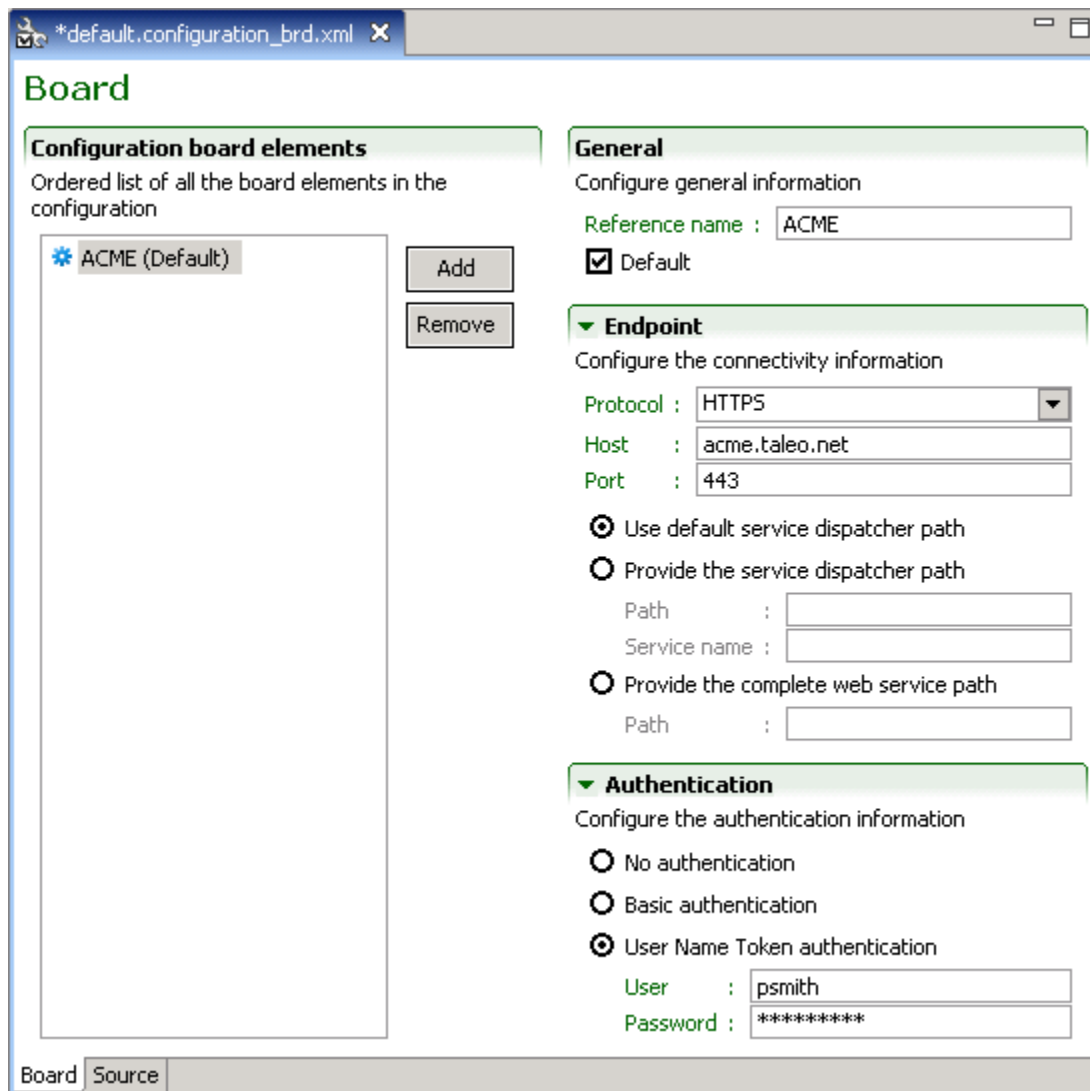 *default.configuration_brd.xml
Board
Configuration board elements
Ordered list of all the board elements in the
configuration
ACME (Default)
Add
Remove
General
Configure general information
Reference name : ACME
Default
Endpoint
Configure the connectivity information
Protocol : HTTPS
Host : acme.taleo.net
Port : 443
Use default service dispatcher path
Provide the service dispatcher path
Path :
Service name :
Provide the complete web service path
Path :
Authentication
Configure the authentication information
No authentication
Basic authentication
User Name Token authentication
User : psmith
Password : *********
Board Source